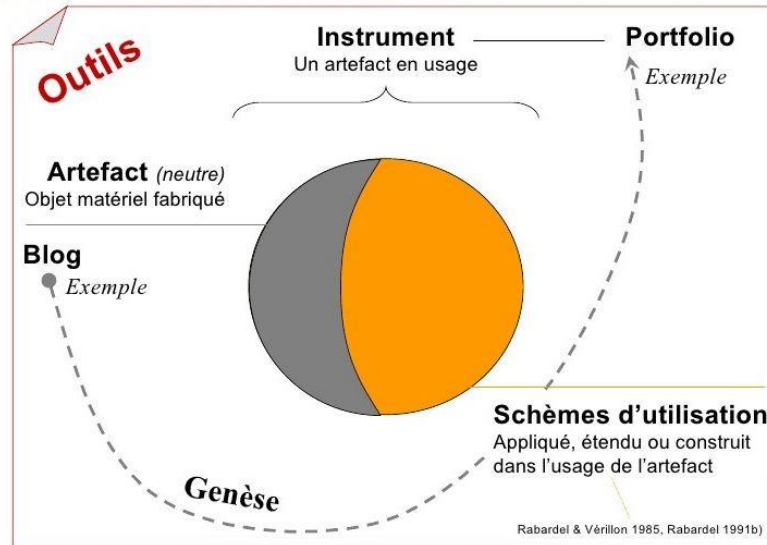 Outils
Instrument
Un artefact en usage
Portfolio
Exemple
Artefact (neutre)
Objet matériel fabriqué
Blog
Exemple
Schèmes d'utilisation
Appliqué, étendu ou construit
dans l'usage de l'artefact
Genèse
Rabardel & Vérillon 1985, Rabardel 1991b)